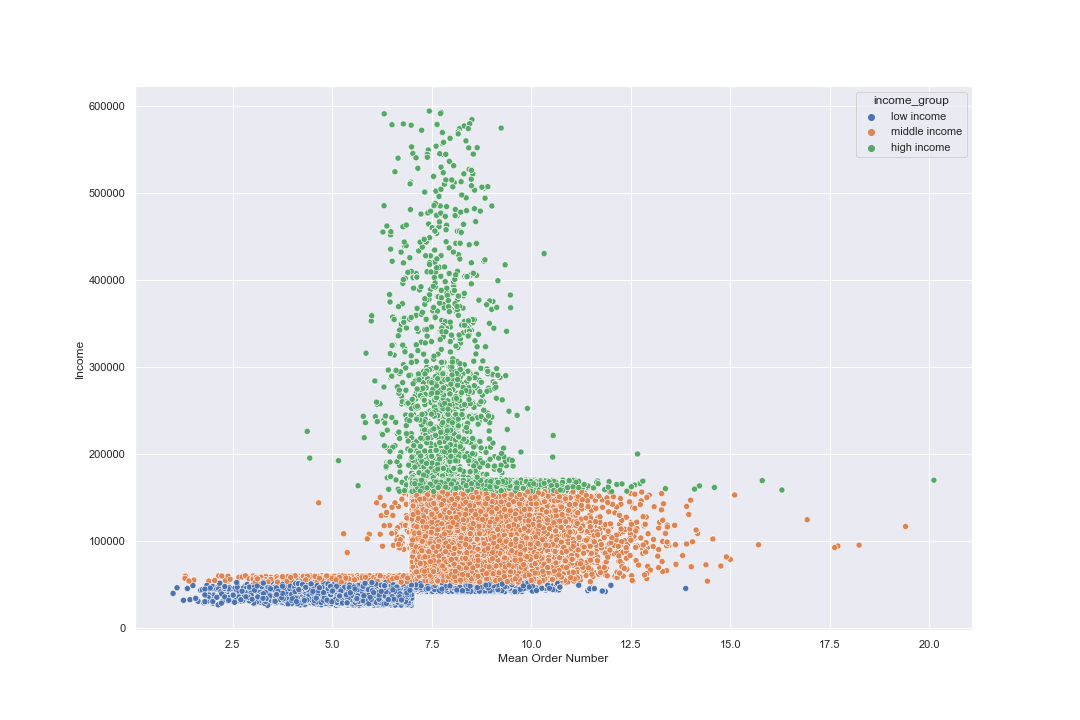 income_group
low income
middle income
high income
600000
500000
400000
300000
200000
100000
0
Income
2.5 5.0 7.5 10.0 12.5 15.0 17.5 20.0
Mean Order Number